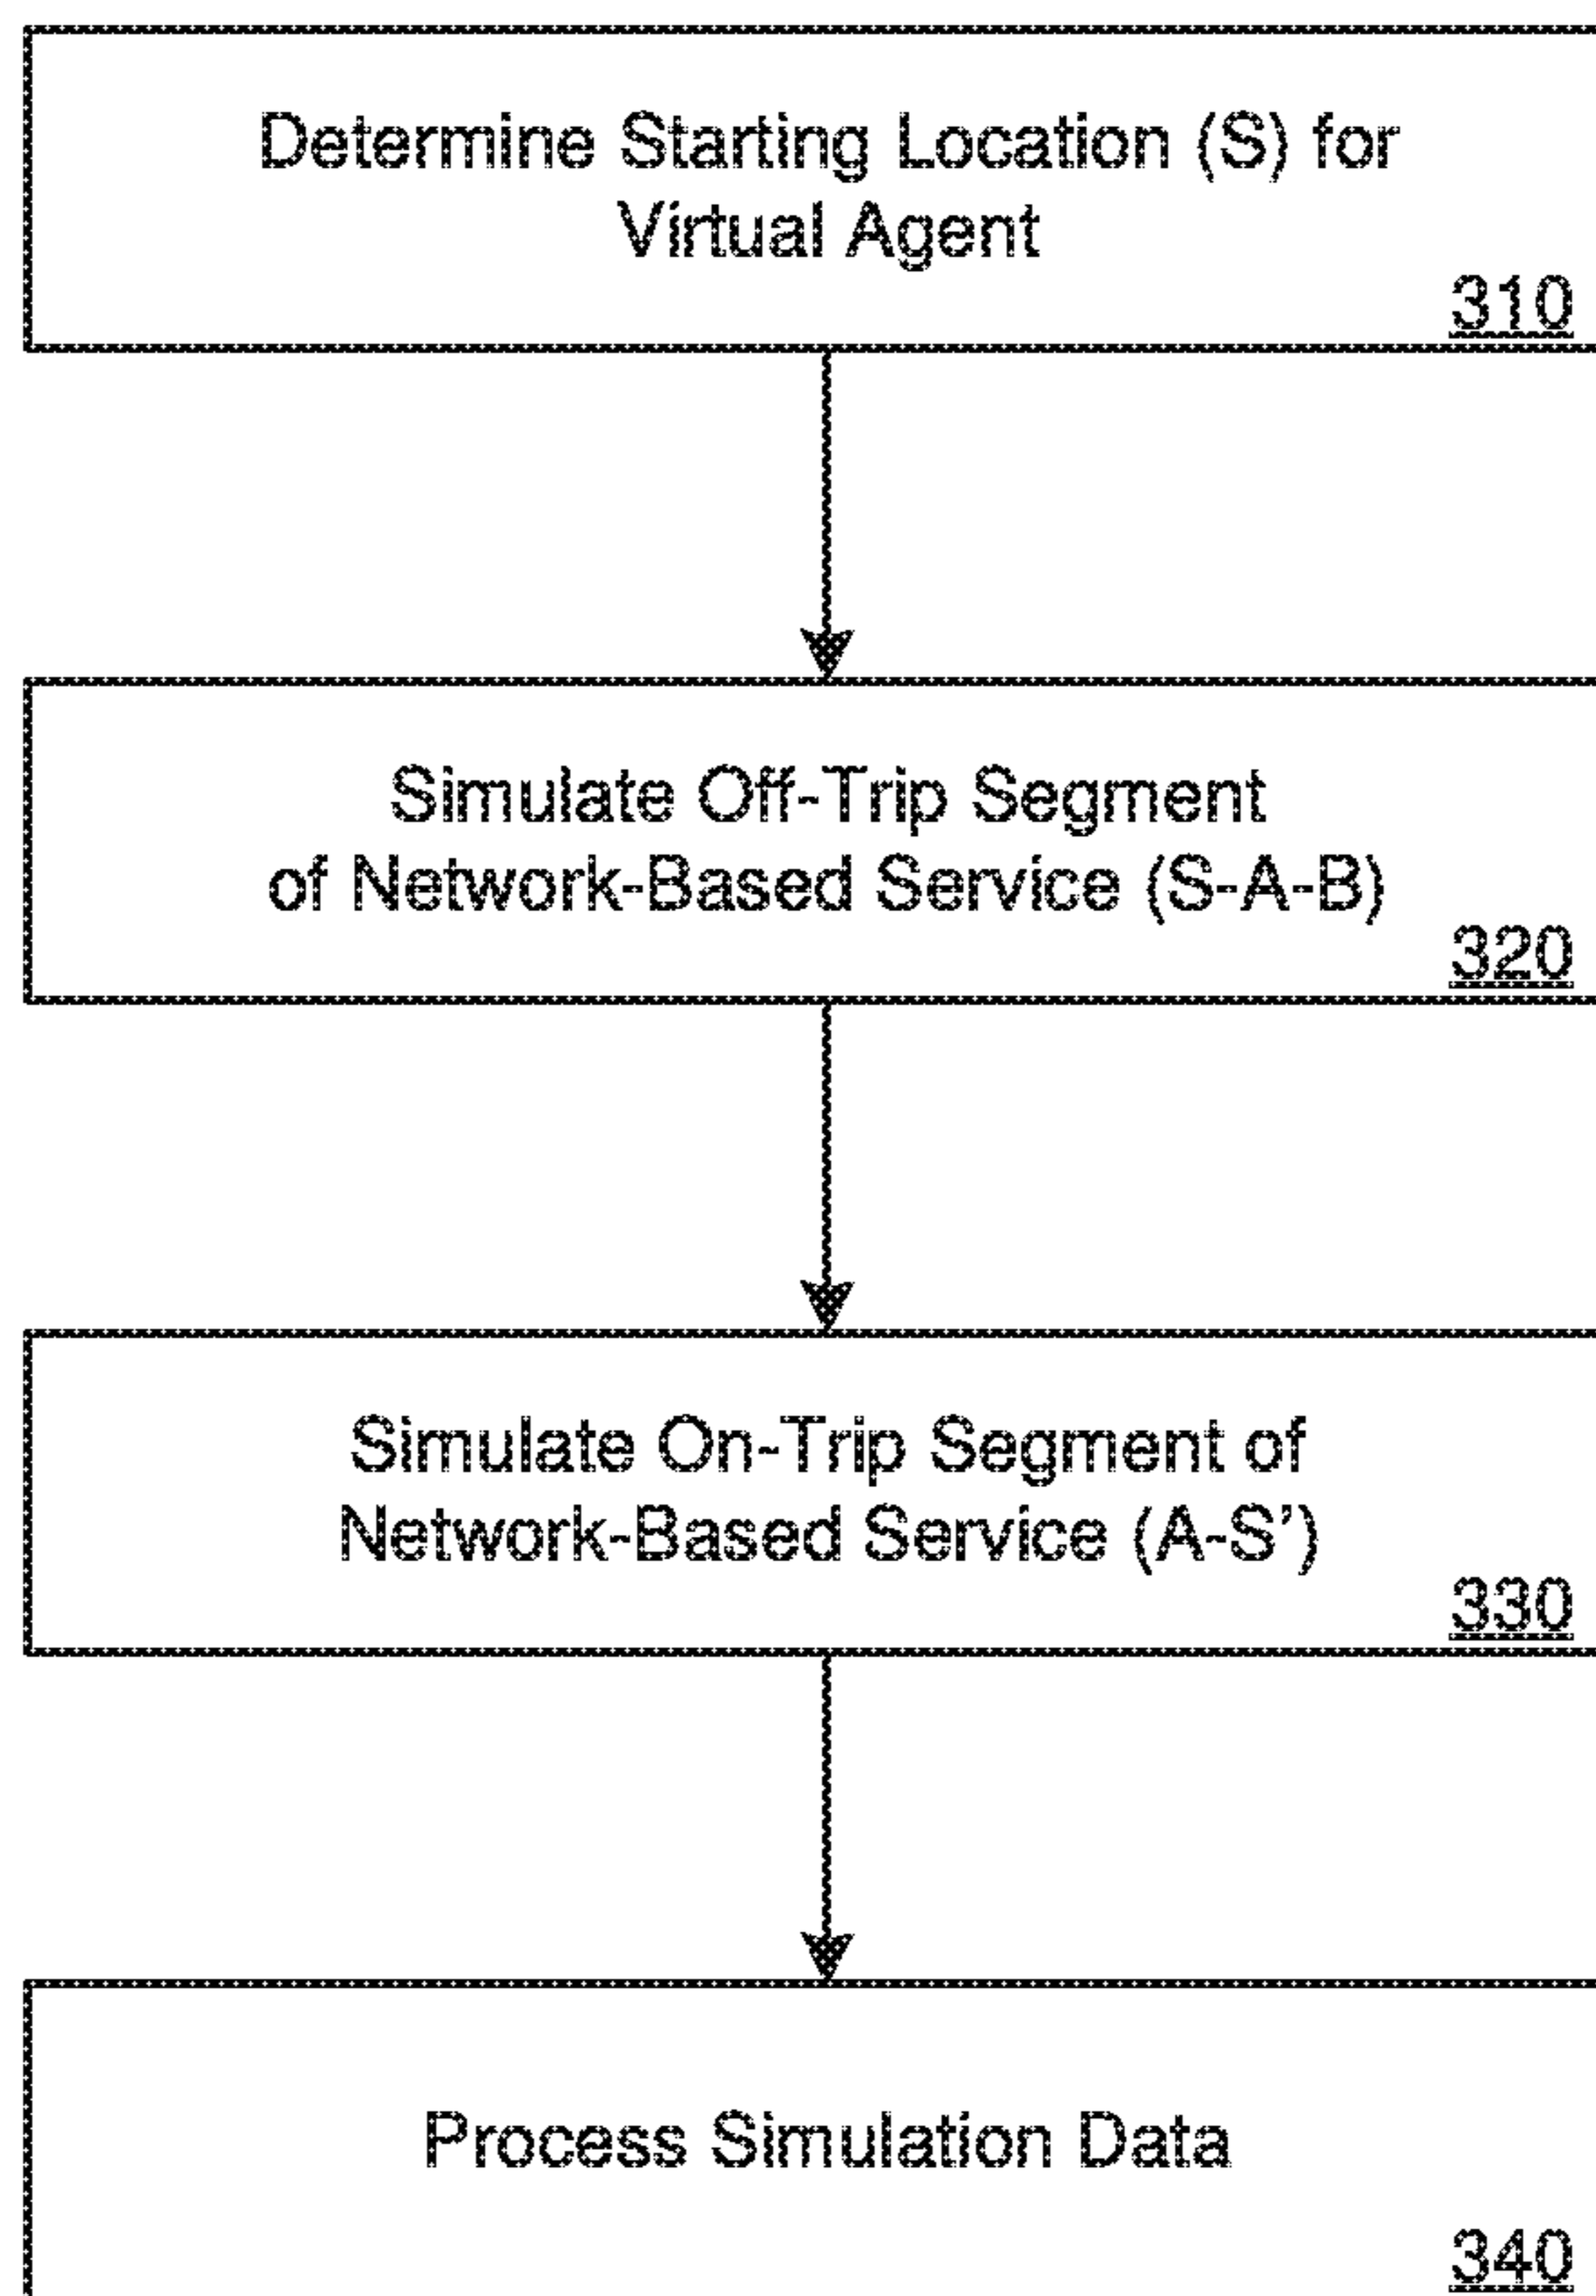 Determine Starting Location (S) for
Virtual Agent
310
Simulate Off-Trip Segment
of Network-Based Service (S-A-B)
320
Simulate On-Trip Segment of
Network-Based Service (A-S’)
330
Process Simulation Data
340